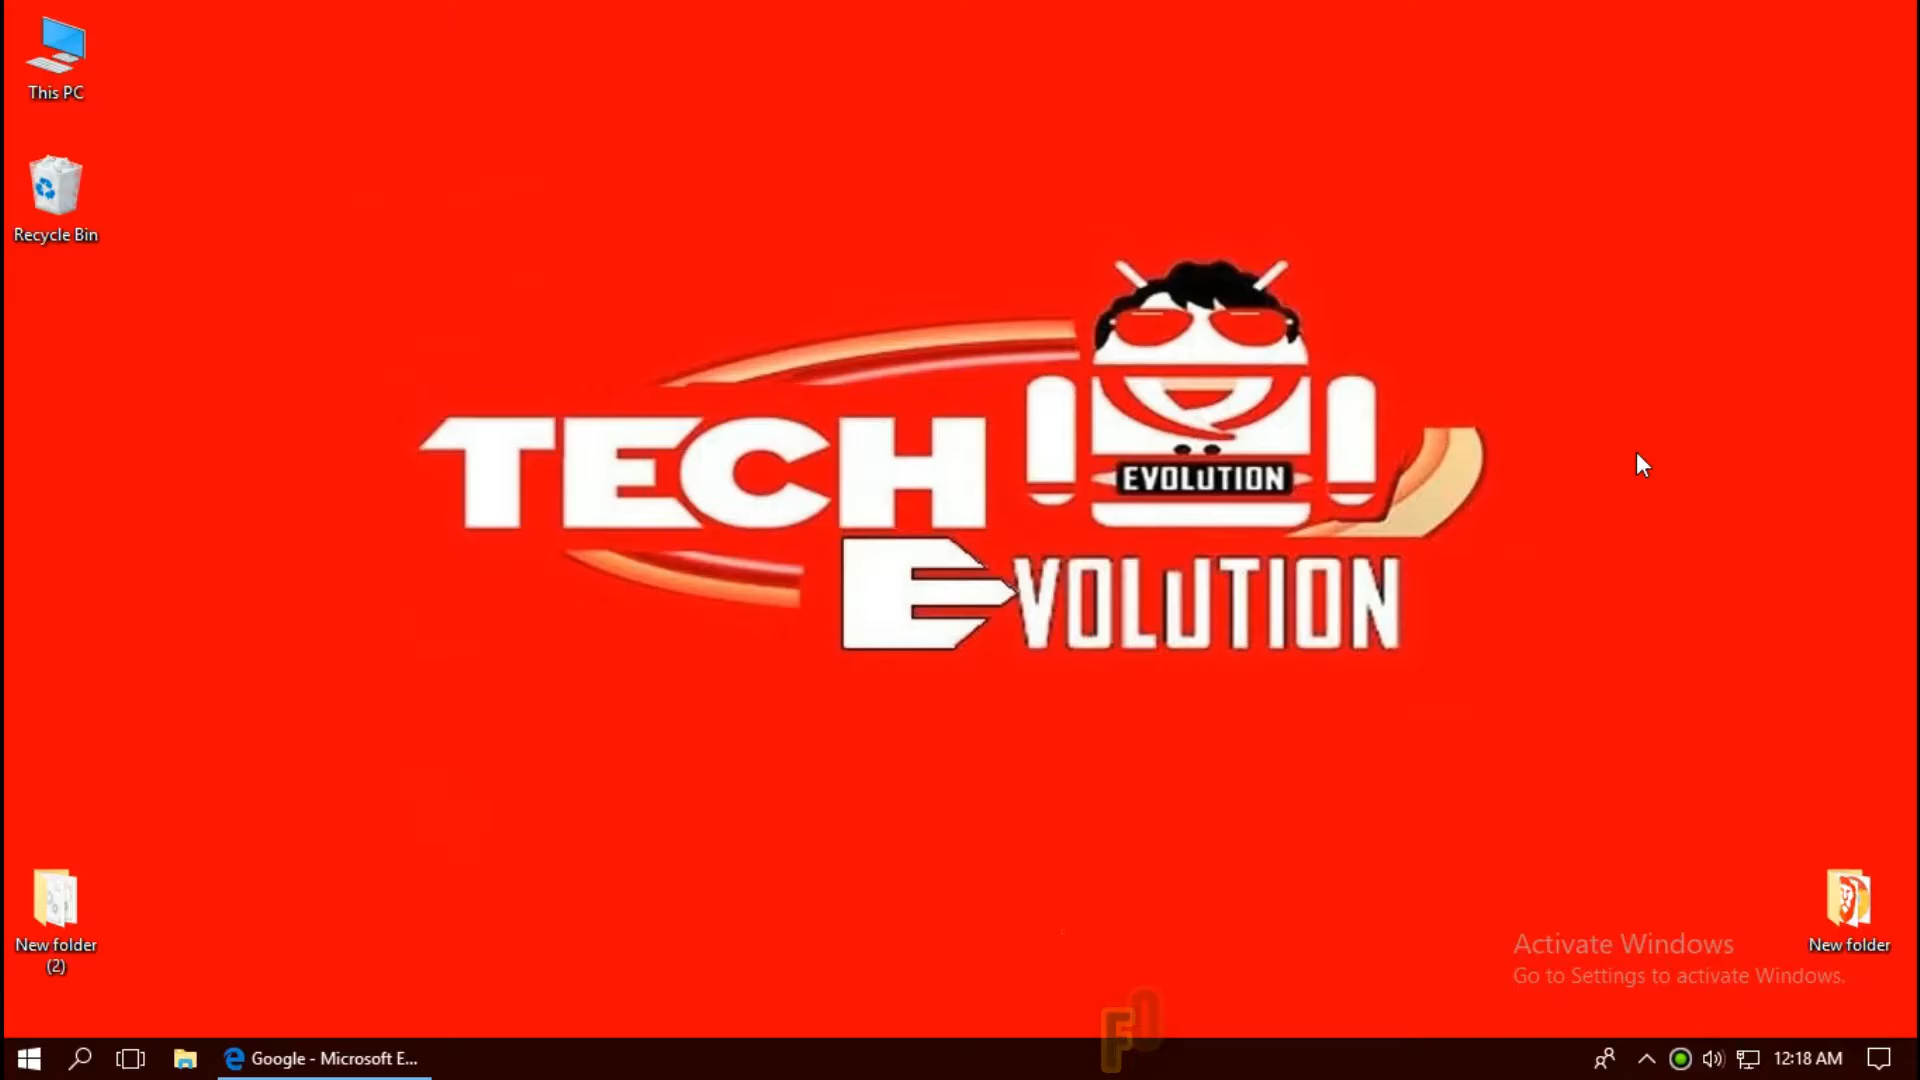 This PC
Recycle Bin
TECH
EVOLUTION
EVOLUTION
New folder
(2)
New folder
Activate Windows
Go to Settings to activate Windows.
Google - Microsoft E...
12:18 AM